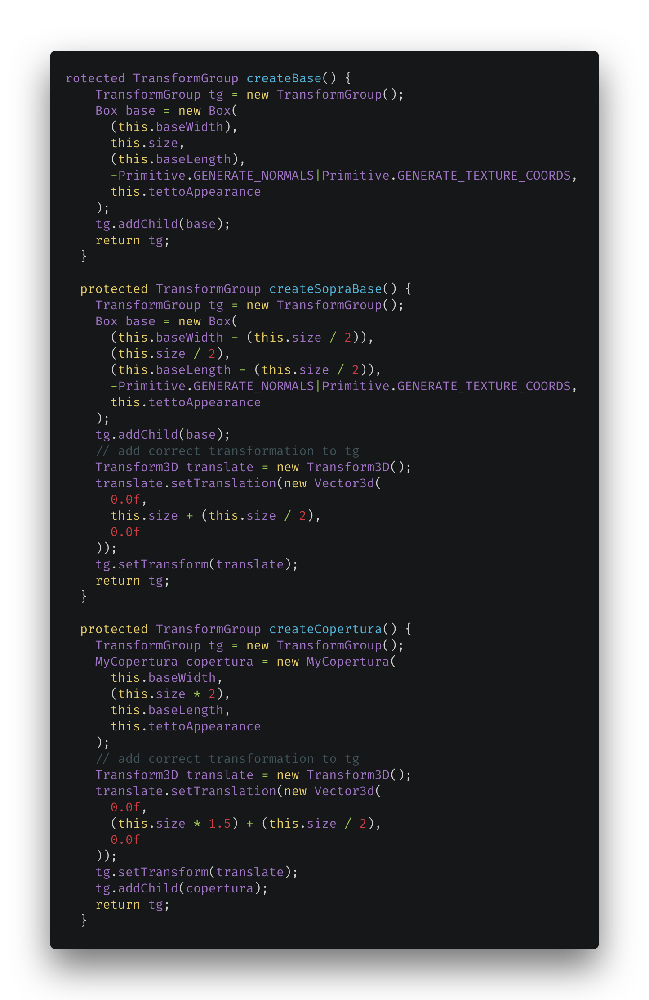 rotected TransformGroup createBase() {
    TransformGroup tg = new TransformGroup();
    Box base = new Box(
      (this.baseWidth),
      this.size,
      (this.baseLength),
      -Primitive.GENERATE_NORMALS|Primitive.GENERATE_TEXTURE_COORDS,
      this.tettoAppearance
    );
    tg.addChild(base);
    return tg;
  }

  protected TransformGroup createSopraBase() {
    TransformGroup tg = new TransformGroup();
    Box base = new Box(
      (this.baseWidth - (this.size / 2)),
      (this.size / 2),
      (this.baseLength - (this.size / 2)),
      -Primitive.GENERATE_NORMALS|Primitive.GENERATE_TEXTURE_COORDS,
      this.tettoAppearance
    );
    tg.addChild(base);
    // add correct transformation to tg
    Transform3D translate = new Transform3D();
    translate.setTranslation(new Vector3d(
      0.0f,
      this.size + (this.size / 2),
      0.0f
    ));
    tg.setTransform(translate);
    return tg;
  }

  protected TransformGroup createCopertura() {
    TransformGroup tg = new TransformGroup();
    MyCopertura copertura = new MyCopertura(
      this.baseWidth,
      (this.size * 2),
      this.baseLength,
      this.tettoAppearance
    );
    // add correct transformation to tg
    Transform3D translate = new Transform3D();
    translate.setTranslation(new Vector3d(
      0.0f,
      (this.size * 1.5) + (this.size / 2),
      0.0f
    ));
    tg.setTransform(translate);
    tg.addChild(copertura);
    return tg;
  }